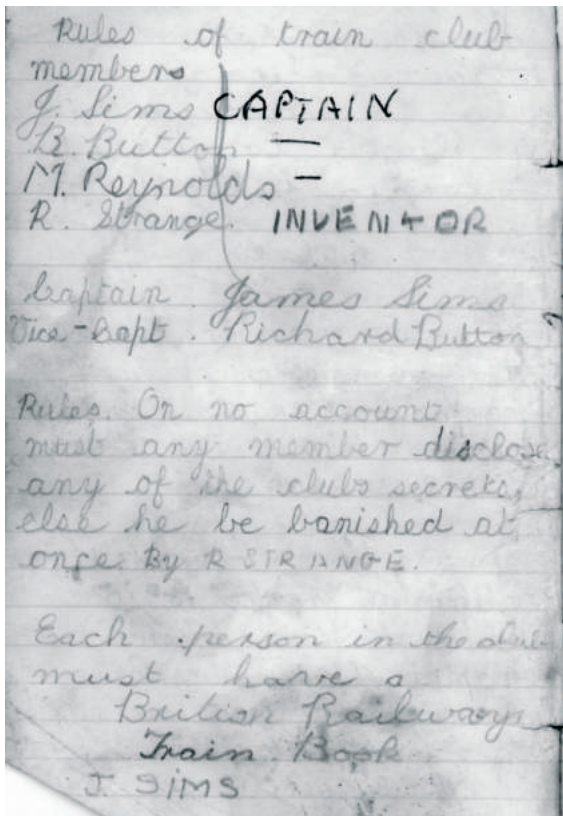 Rules of train club
members
J. Sims CAPTAIN
R. Button —
M. Reynolds —
R. Strange. INVENTOR
Captain. James Sims
Vice-Capt. Richard Button
Rules. On no account
must any member disclose
any of the clubs secrets,
else he be banished at
once By R STRANGE.
Each person in the club
must have a
British Railways
Train Book
J. SIMS